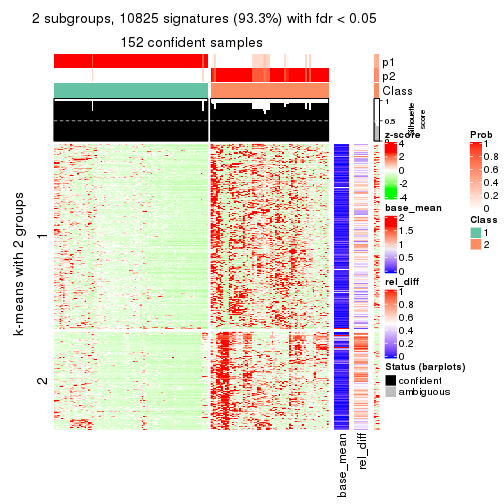 2 subgroups, 10825 signatures (93.3%) with fdr < 0.05
152 confident samples
p1
p2
Class
1
0.5
0
Silhouette
score
k-means with 2 groups
1
2
base_mean
rel_diff
z-score
4
2
0
-2
-4
base_mean
2
1.5
1
0.5
0
rel_diff
1
0.8
0.6
0.4
0.2
0
Status (barplots)
confident
ambiguous
Prob
1
0.8
0.6
0.4
0.2
0
Class
1
2